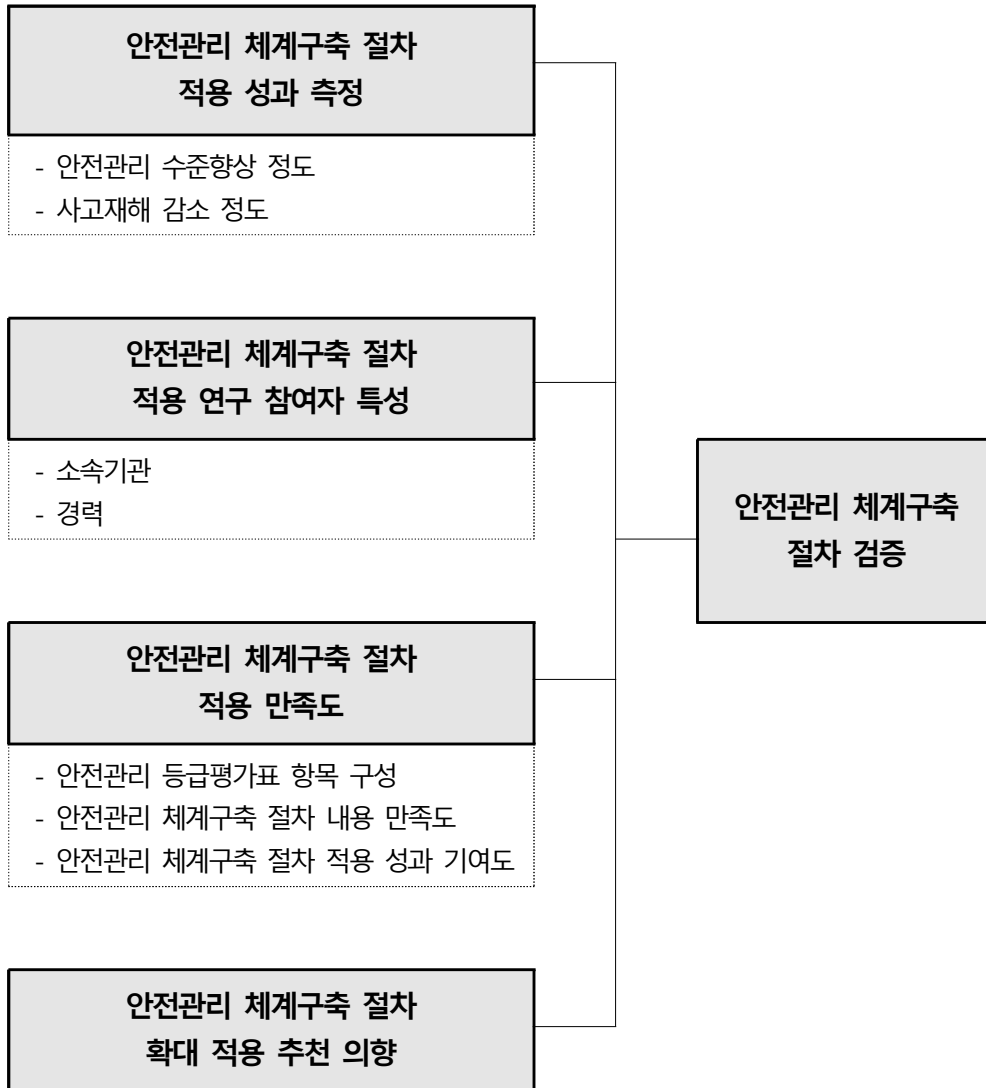 안전관리 체계구축 절차
적용 성과 측정
- 안전관리 수준향상 정도
- 사고재해 감소 정도
안전관리 체계구축 절차
적용 연구 참여자 특성
- 소속기관
- 경력
안전관리 체계구축 절차
적용 만족도
- 안전관리 등급평가표 항목 구성
- 안전관리 체계구축 절차 내용 만족도
- 안전관리 체계구축 절차 적용 성과 기여도
안전관리 체계구축 절차
확대 적용 추천 의향
안전관리 체계구축
절차 검증